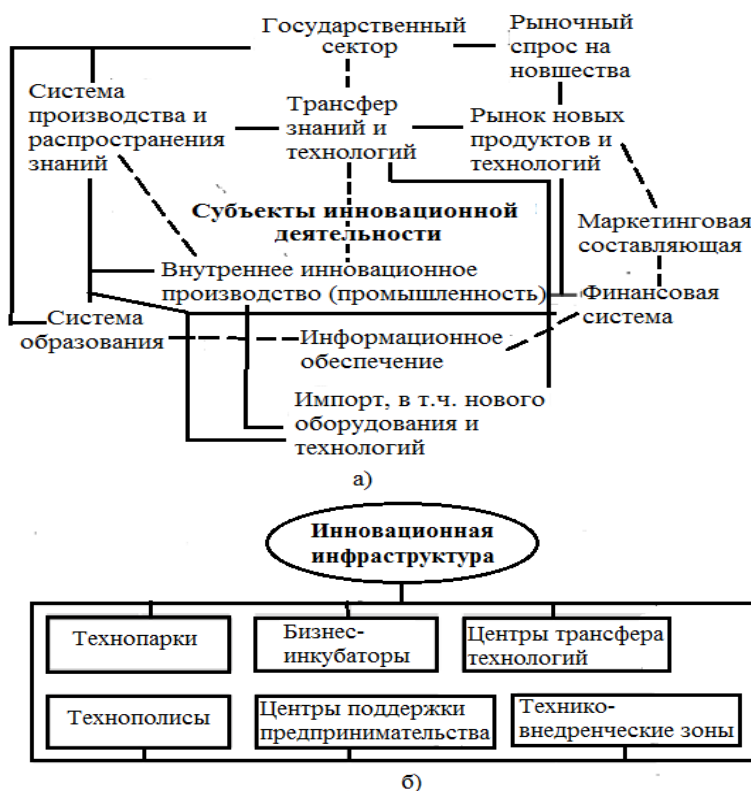 Государственный
сектор
Рыночный
спрос на
новшества
Система
производства и
распространения
знаний
Трансфер
знаний и
технологий
Рынок новых
продуктов и
технологий
Субъекты инновационной
деятельности
Маркетинговая
составляющая
Внутреннее инновационное
производство (промышленность)
Финансовая
система
Система
образования
Информационное
обеспечение
Импорт, в т.ч. нового
оборудования и
технологий
а)
Инновационная
инфраструктура
Технопарки
Бизнес-
инкубаторы
Центры трансфера
технологий
Технополисы
Центры поддержки
предпринимательства
Технико-
внедренческие зоны
б)